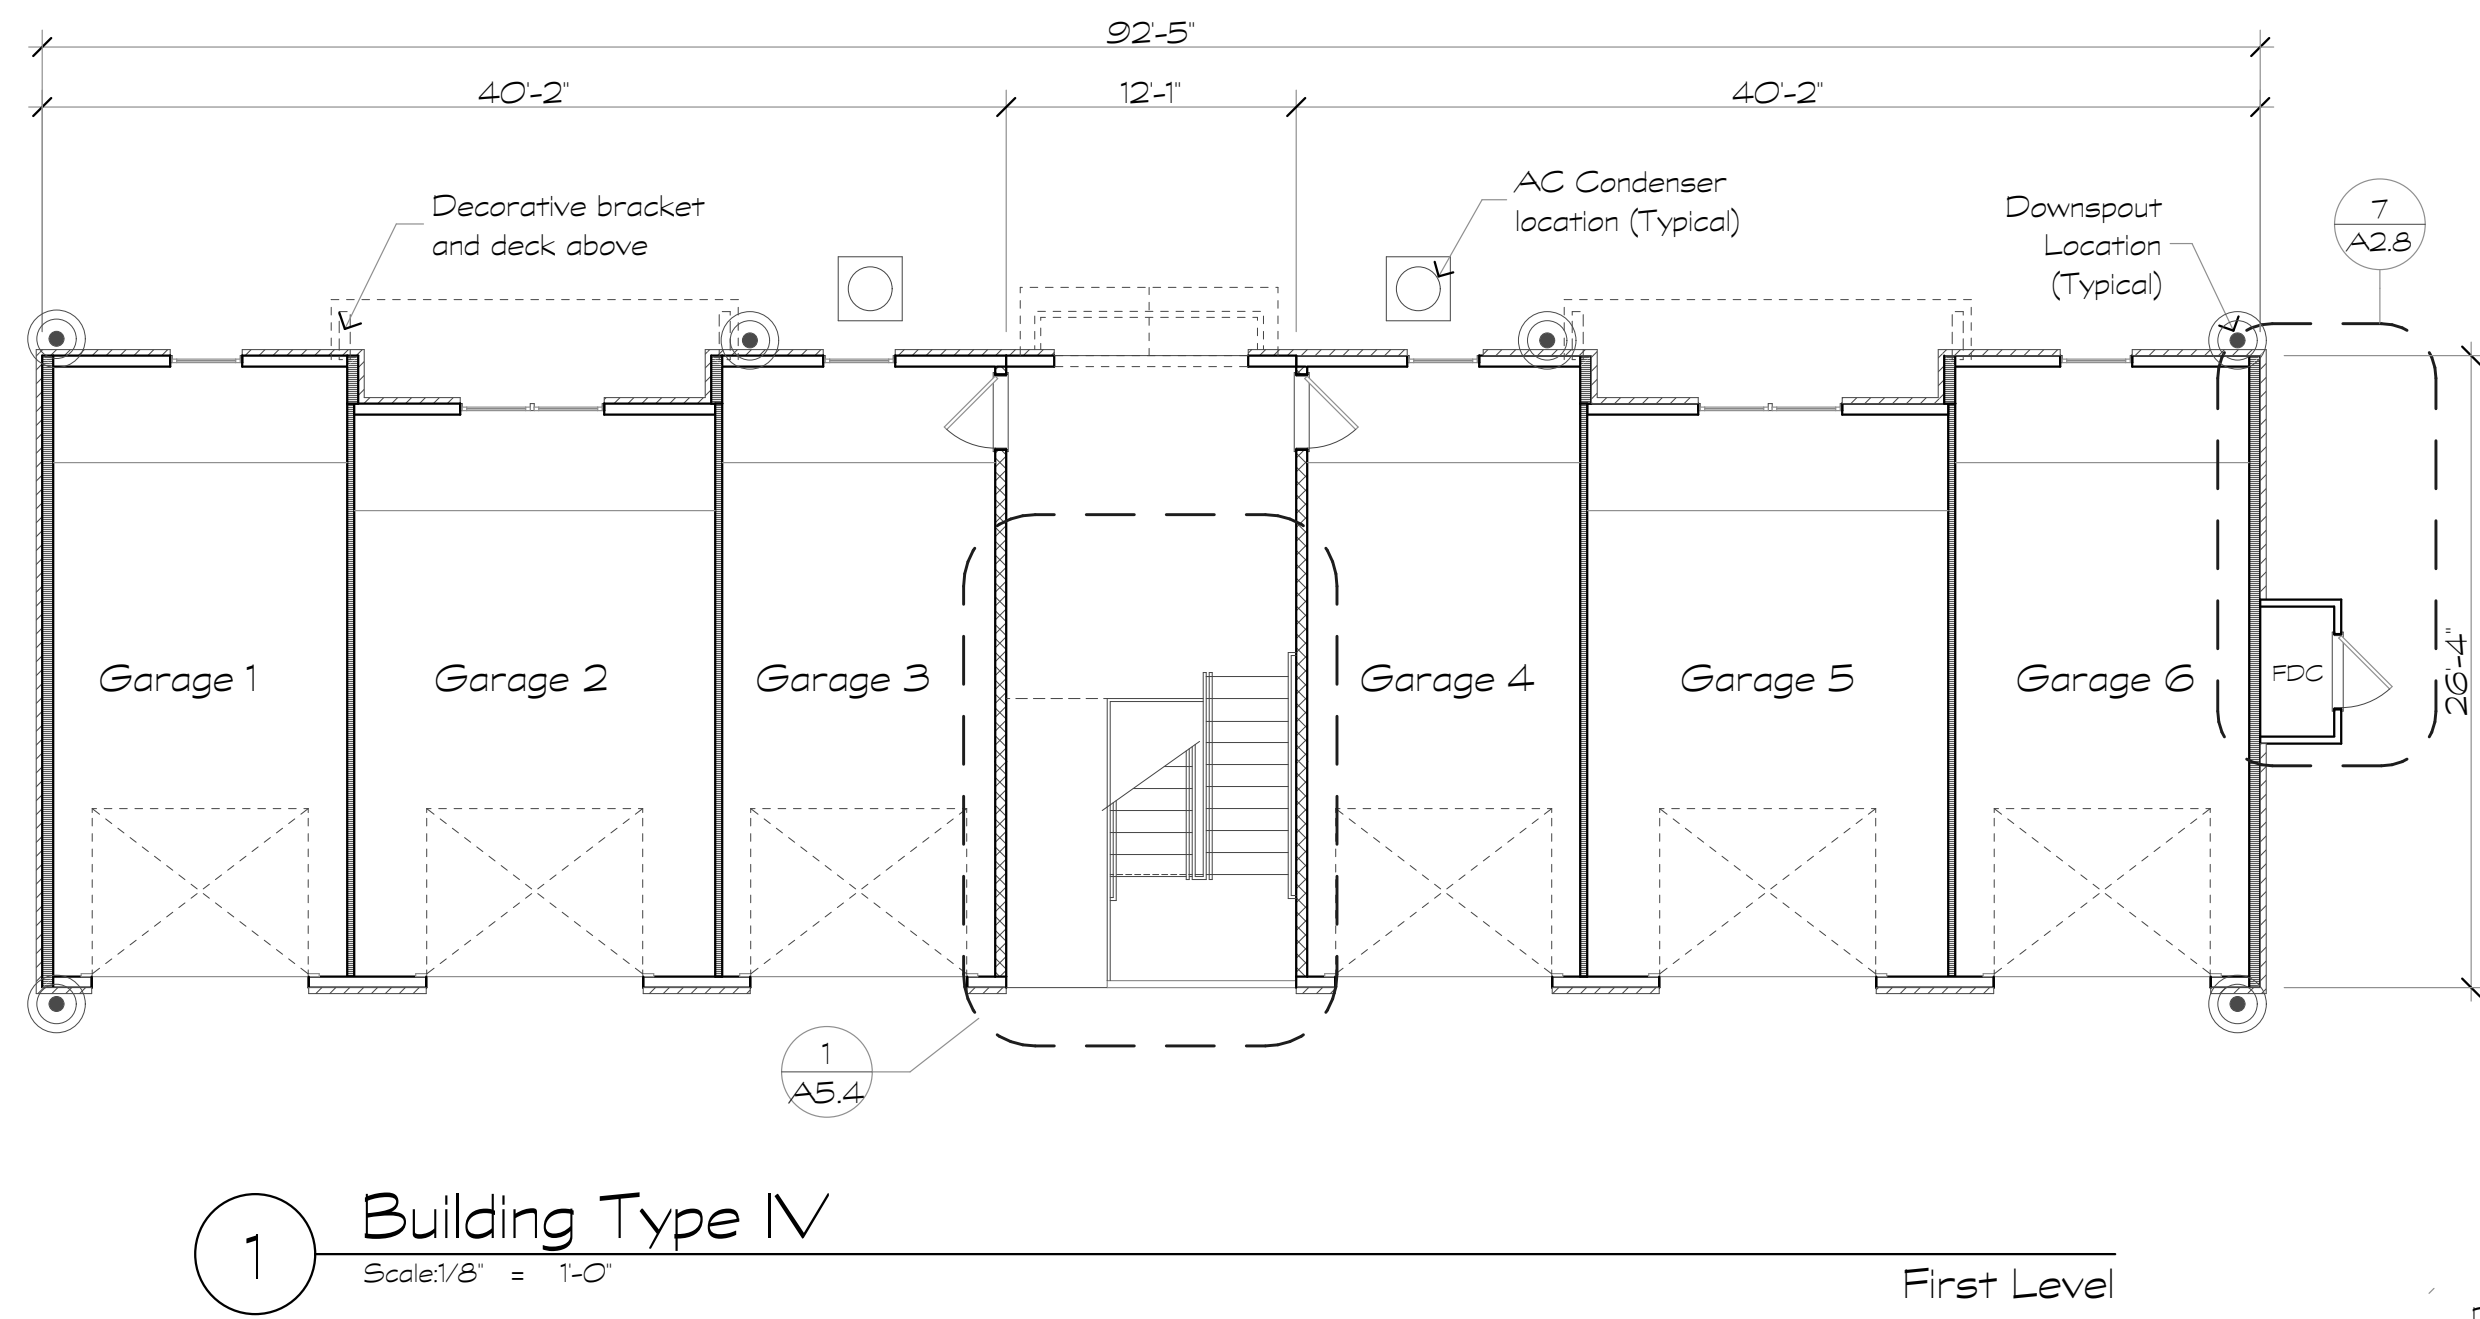 92'-5"
40'-2"
12'-1"
40'-2"
Decorative bracket
and deck above
AC Condenser
location (Typical)
Downspout
Location
(Typical)
7
A2.8
Garage 1
Garage 2
Garage 3
Garage 4
Garage 5
Garage 6
FDC
26'-4"
1
A5.4
1
Building Type IV
Scale:1/8" = 1'-0"
First Level